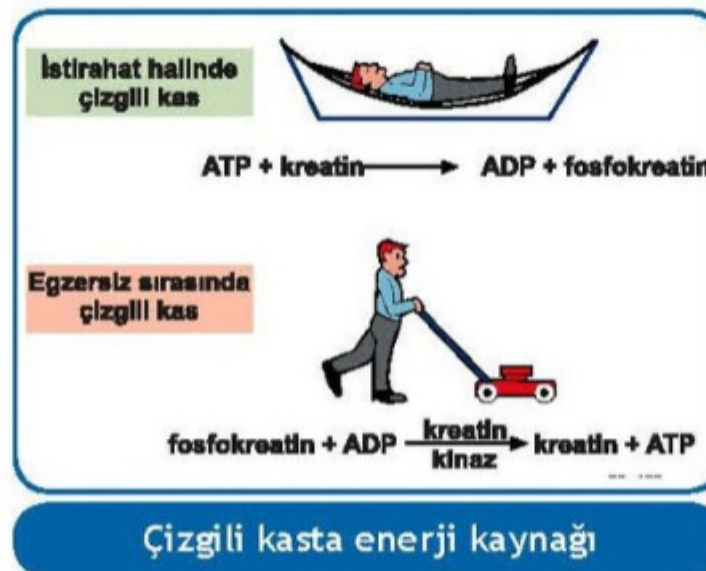 İstirahat halinde
çizgili kas
ATP + kreatin → ADP + fosfokreatin
Egzersiz sırasında
çizgili kas
fosfokreatin + ADP kreatin kinaz → kreatin + ATP
Çizgili kasta enerji kaynağı